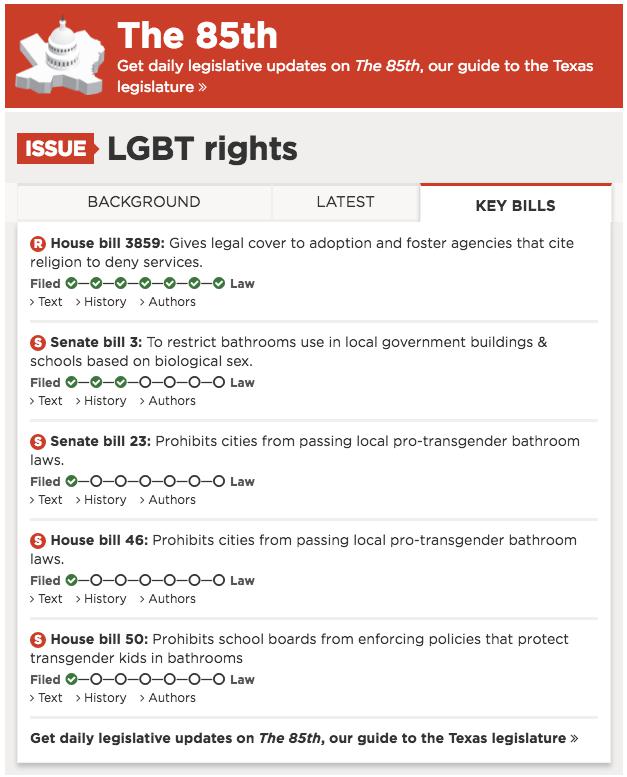 The 85th
Get daily legislative updates on The 85th, our guide to the Texas
legislature »
ISSUE LGBT rights
BACKGROUND LATEST KEY BILLS
R House bill 3859: Gives legal cover to adoption and foster agencies that cite
religion to deny services.
Filed Law
> Text > History > Authors
S Senate bill 3: To restrict bathrooms use in local government buildings &
schools based on biological sex.
Filed Law
> Text > History > Authors
S Senate bill 23: Prohibits cities from passing local pro-transgender bathroom
laws.
Filed Law
> Text > History > Authors
S House bill 46: Prohibits cities from passing local pro-transgender bathroom
laws.
Filed Law
> Text > History > Authors
S House bill 50: Prohibits school boards from enforcing policies that protect
transgender kids in bathrooms
Filed Law
> Text > History > Authors
Get daily legislative updates on The 85th, our guide to the Texas legislature »